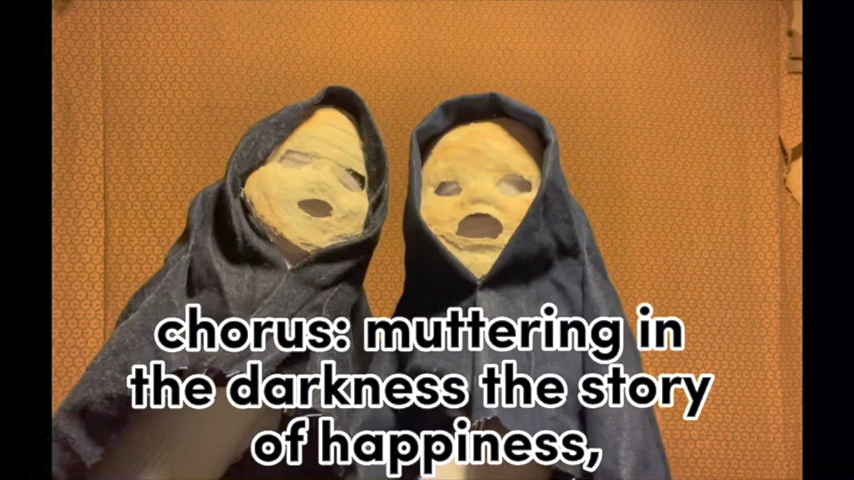 chorus: muttering in
the darkness the story
of happiness,